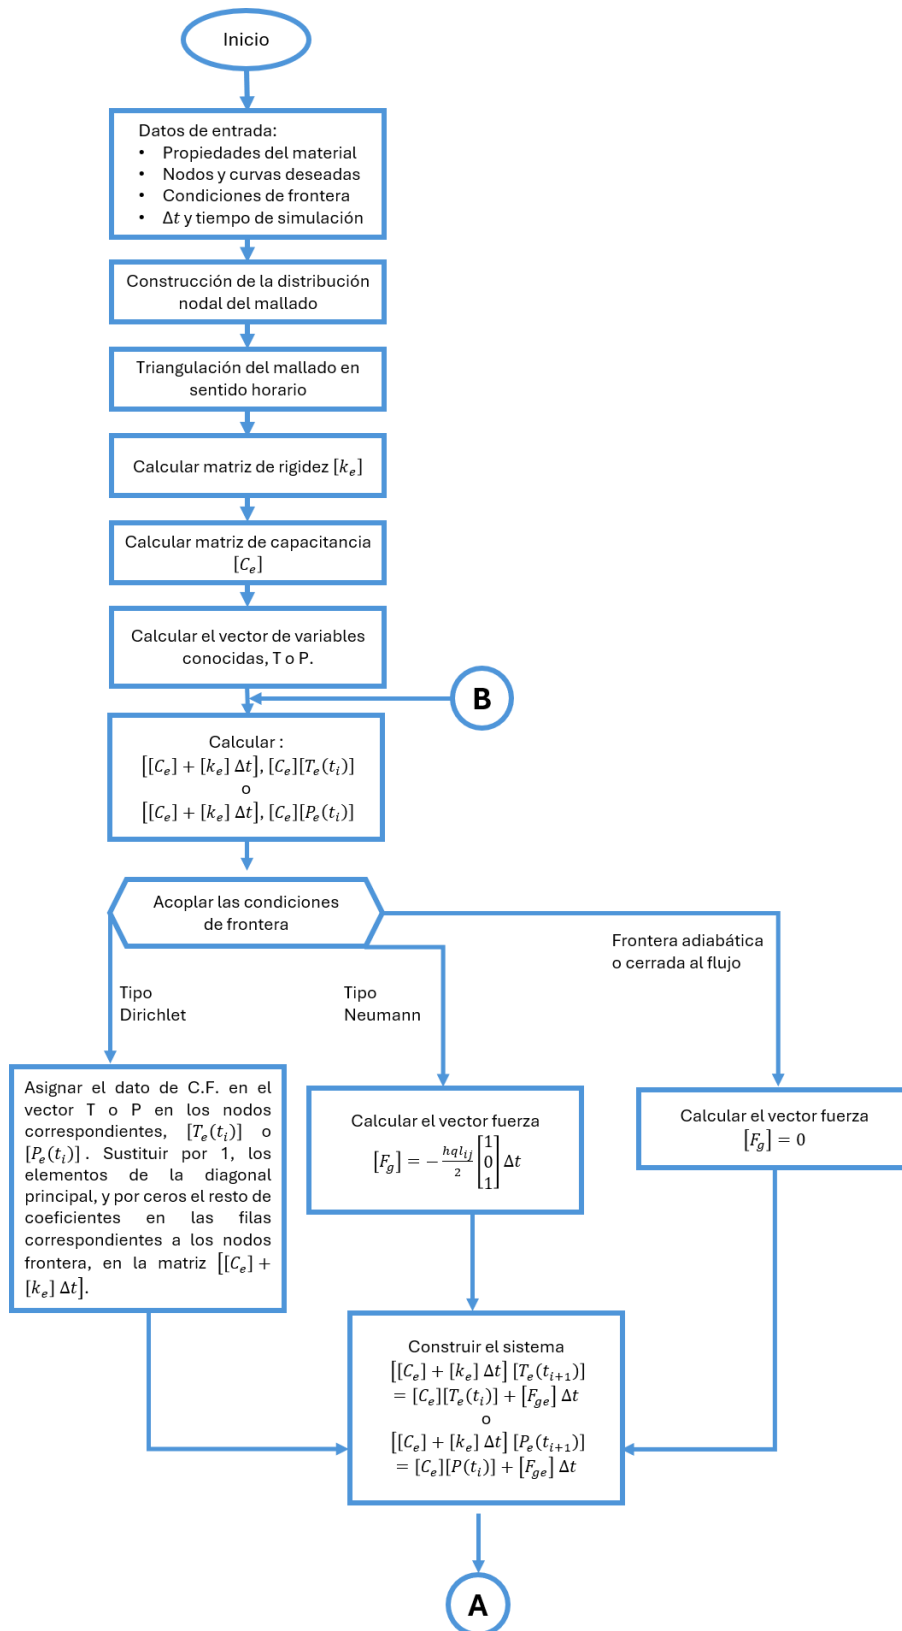 Inicio
Datos de entrada:
• Propiedades del material
• Nodos y curvas deseadas
• Condiciones de frontera
• Δt y tiempo de simulación
Construcción de la distribución
nodal del mallado
Triangulación del mallado en
sentido horario
Calcular matriz de rigidez [k_e]
Calcular matriz de capacitancia
[C_e]
Calcular el vector de variables
conocidas, T o P.
B
Calcular :
[[C_e] + [k_e] Δt], [C_e][T_e(t_i)]
o
[[C_e] + [k_e] Δt], [C_e][P_e(t_i)]
Acoplar las condiciones
de frontera
Frontera adiabática
o cerrada al flujo
Tipo
Dirichlet
Tipo
Neumann
Asignar el dato de C.F. en el
vector T o P en los nodos
correspondientes, [T_e(t_i)] o
[P_e(t_i)] . Sustituir por 1, los
elementos de la diagonal
principal, y por ceros el resto de
coeficientes en las filas
correspondientes a los nodos
frontera, en la matriz [[C_e] +
[k_e] Δt].
Calcular el vector fuerza
[F_g] = − hql_ij/2 [1 0 1] Δt
Calcular el vector fuerza
[F_g] = 0
Construir el sistema
[[C_e] + [k_e] Δt] [T_e(t_{i+1})]
= [C_e][T_e(t_i)] + [F_ge] Δt
o
[[C_e] + [k_e] Δt] [P_e(t_{i+1})]
= [C_e][P(t_i)] + [F_ge] Δt
A